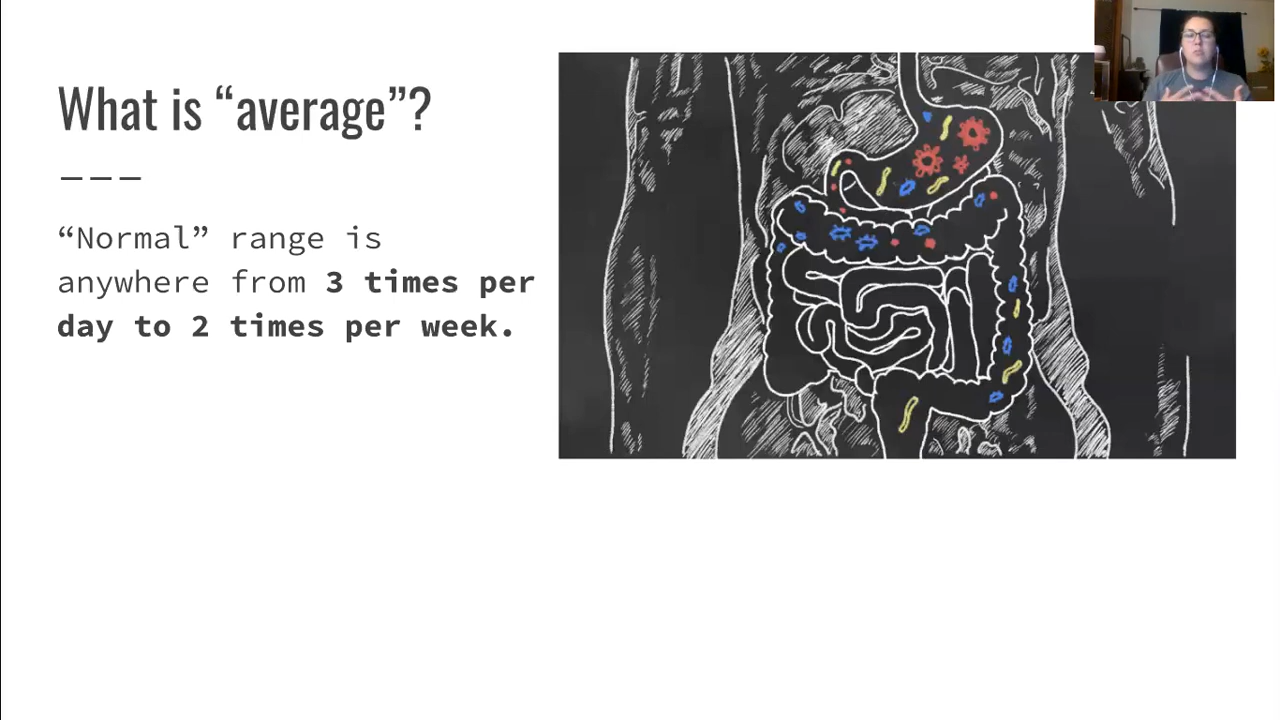 What is “average”?
“Normal” range is
anywhere from 3 times per
day to 2 times per week.